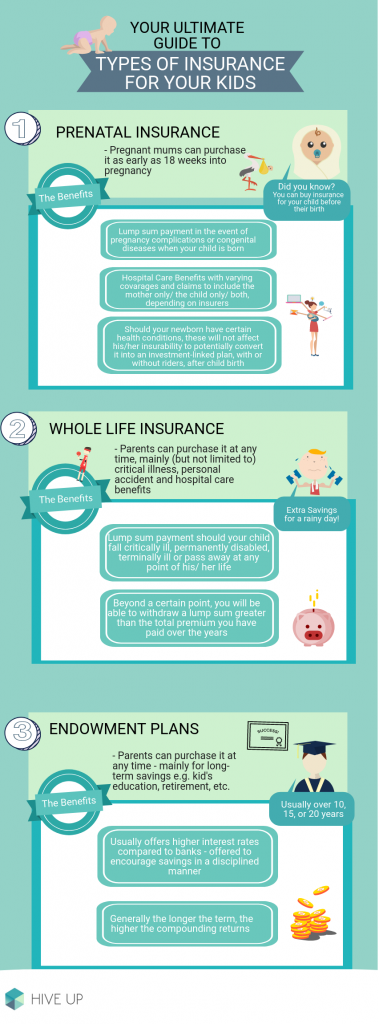 YOUR ULTIMATE
GUIDE TO
TYPES OF INSURANCE
FOR YOUR KIDS
1
PRENATAL INSURANCE
- Pregnant mums can purchase
it as early as 18 weeks into
pregnancy
Did you know?
You can buy insurance
for your child before
their birth
The Benefits
Lump sum payment in the event of
pregnancy complications or congenital
diseases when your child is born
Hospital Care Benefits with varying
covarages and claims to include the
mother only/ the child only/ both,
depending on insurers
Should your newborn have certain
health conditions, these will not affect
his/her insurability to potentially convert
it into an investment-linked plan, with or
without riders, after child birth
2
WHOLE LIFE INSURANCE
- Parents can purchase it at any
time, mainly (but not limited to)
critical illness, personal
accident and hospital care
benefits
The Benefits
Extra Savings
for a rainy day!
Lump sum payment should your child
fall critically ill, permanently disabled,
terminally ill or pass away at any
point of his/ her life
Beyond a certain point, you will be
able to withdraw a lump sum greater
than the total premium you have
paid over the years
3
ENDOWMENT PLANS
SUCCESS!
- Parents can purchase it at
any time - mainly for long-
term savings e.g. kid's
education, retirement, etc.
The Benefits
Usually over 10,
15, or 20 years
Usually offers higher interest rates
compared to banks - offered to
encourage savings in a disciplined
manner
Generally the longer the term, the
higher the compounding returns
HIVE UP